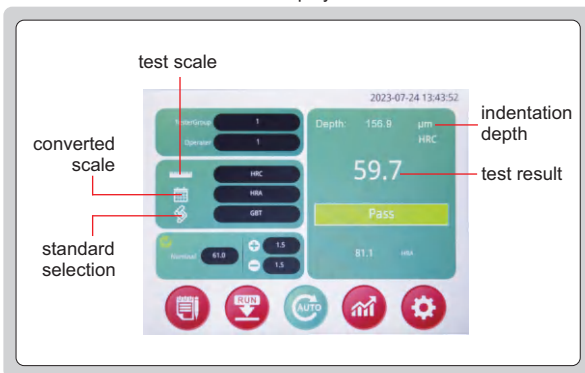 test scale
2023-07-24 13:43:52
TesterGroup 1
Operater 1
Depth: 156.9 μm
HRC
indentation
depth
converted
scale
HRC
HRA
GBT
59.7
test result
standard
selection
Pass
Nominal 61.0
+ 1.5
- 1.5
81.1 HRA
RUN
AUTO